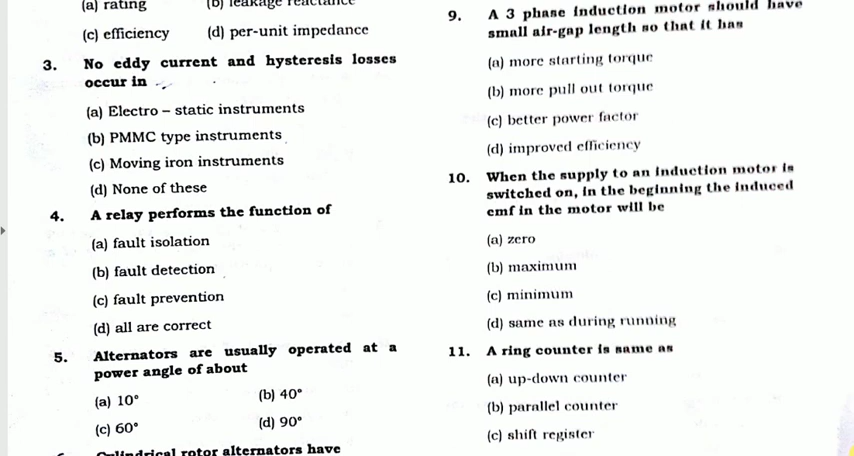 (a) rating (b) leakage reactance
(c) efficiency (d) per-unit impedance
3. No eddy current and hysteresis losses
occur in
(a) Electro – static instruments
(b) PMMC type instruments
(c) Moving iron instruments
(d) None of these
4. A relay performs the function of
(a) fault isolation
(b) fault detection
(c) fault prevention
(d) all are correct
5. Alternators are usually operated at a
power angle of about
(a) 10° (b) 40°
(c) 60° (d) 90°
Cylindrical rotor alternators have
9. A 3 phase induction motor should have
small air-gap length so that it has
(a) more starting torque
(b) more pull out torque
(c) better power factor
(d) improved efficiency
10. When the supply to an induction motor is
switched on, in the beginning the induced
emf in the motor will be
(a) zero
(b) maximum
(c) minimum
(d) same as during running
11. A ring counter is same as
(a) up-down counter
(b) parallel counter
(c) shift register